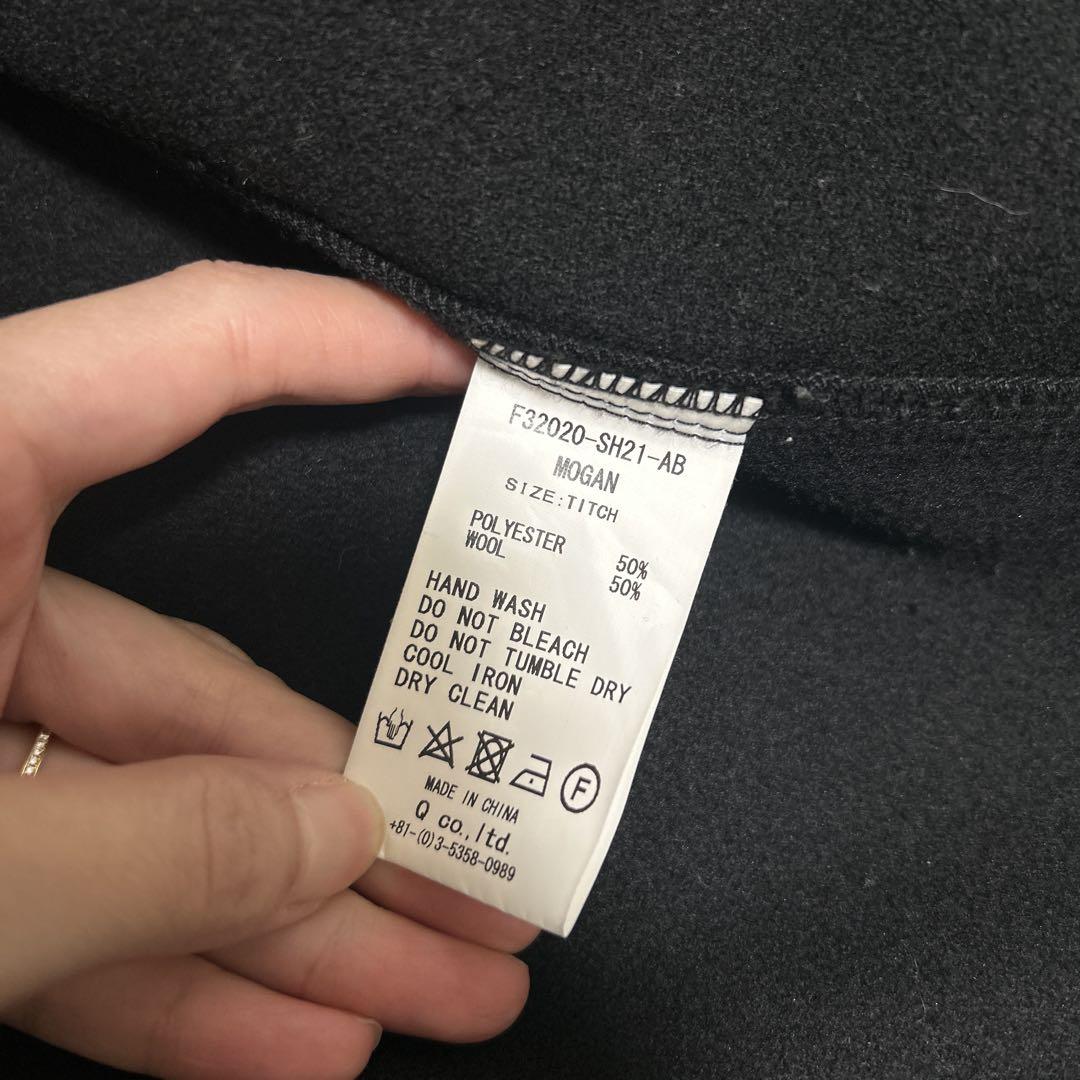 F32020-SH21-AB
MOGAN
SIZE:TITCH
POLYESTER 50%
WOOL 50%
HAND WASH
DO NOT BLEACH
DO NOT TUMBLE DRY
COOL IRON
DRY CLEAN
F
MADE IN CHINA
Q co.,ltd.
+81-(0)3-5358-0989